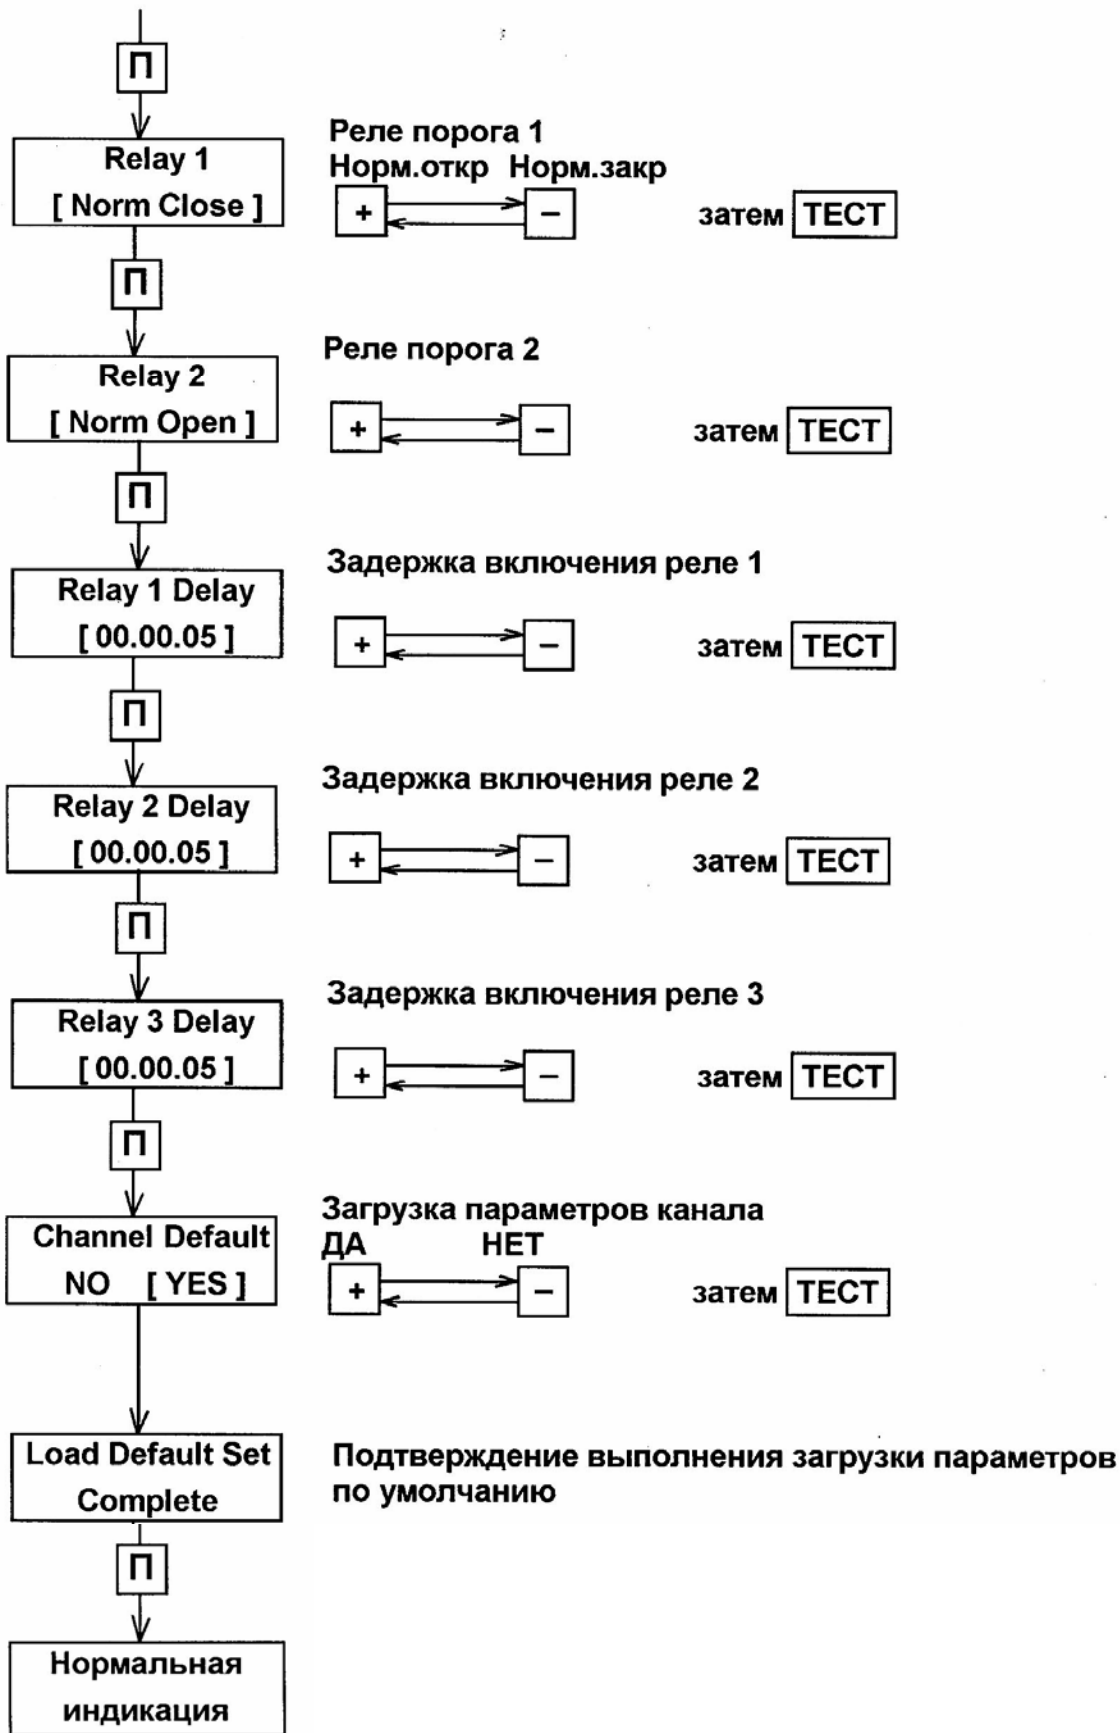 П
Relay 1
[ Norm Close ]
Реле порога 1
Норм.откр Норм.закр
+ – затем ТЕСТ
П
Relay 2
[ Norm Open ]
Реле порога 2
+ – затем ТЕСТ
П
Relay 1 Delay
[ 00.00.05 ]
Задержка включения реле 1
+ – затем ТЕСТ
П
Relay 2 Delay
[ 00.00.05 ]
Задержка включения реле 2
+ – затем ТЕСТ
П
Relay 3 Delay
[ 00.00.05 ]
Задержка включения реле 3
+ – затем ТЕСТ
П
Channel Default
NO [ YES ]
Загрузка параметров канала
ДА НЕТ
+ – затем ТЕСТ
Load Default Set
Complete
Подтверждение выполнения загрузки параметров
по умолчанию
П
Нормальная
индикация